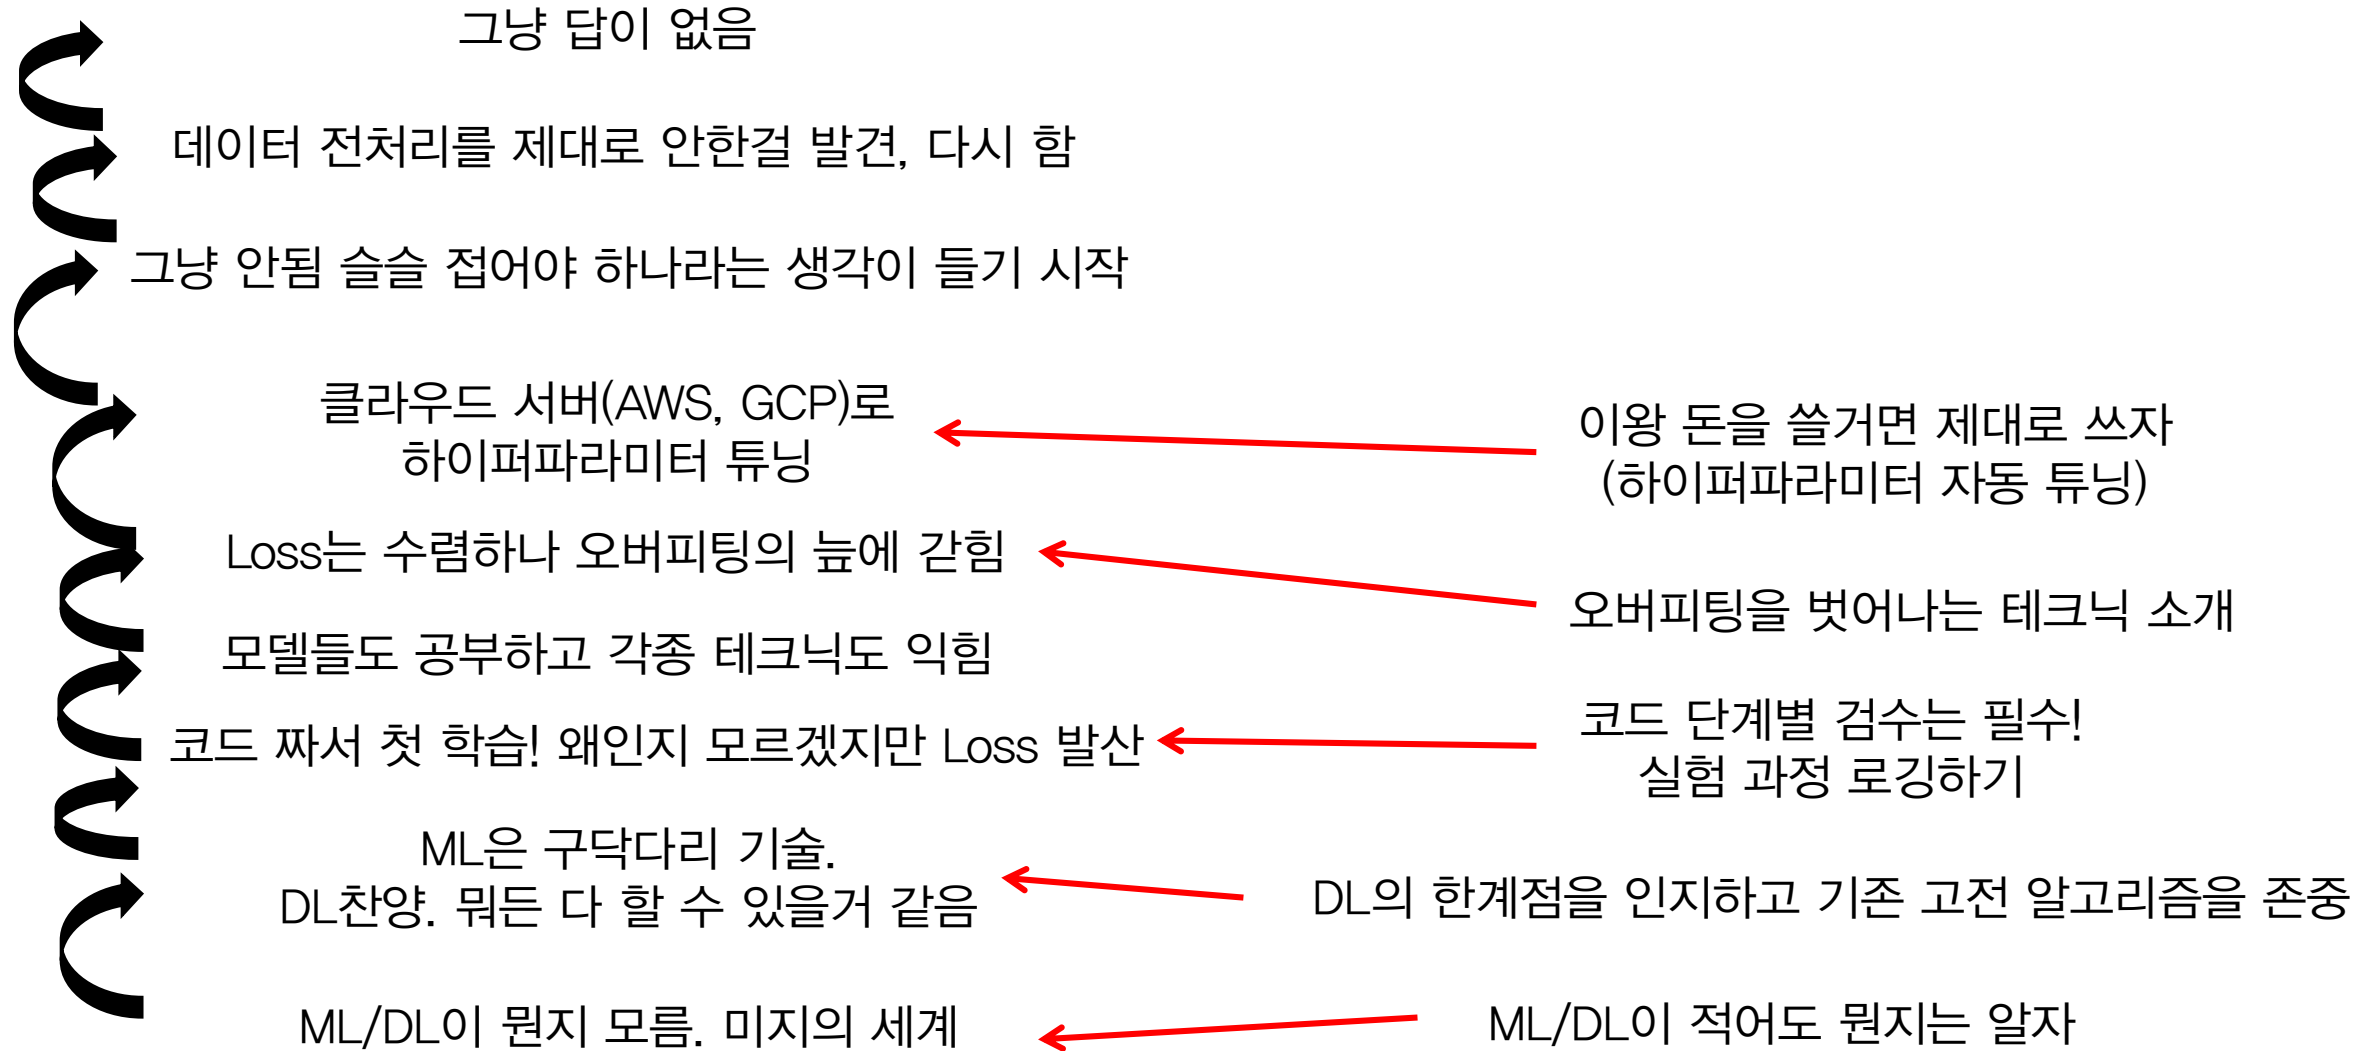 그냥 답이 없음
데이터 전처리를 제대로 안한걸 발견, 다시 함
그냥 안됨 슬슬 접어야 하나라는 생각이 들기 시작
클라우드 서버(AWS, GCP)로
하이퍼파라미터 튜닝
이왕 돈을 쓸거면 제대로 쓰자
(하이퍼파라미터 자동 튜닝)
Loss는 수렴하나 오버피팅의 늪에 갇힘
오버피팅을 벗어나는 테크닉 소개
모델들도 공부하고 각종 테크닉도 익힘
코드 짜서 첫 학습! 왜인지 모르겠지만 Loss 발산
코드 단계별 검수는 필수!
실험 과정 로깅하기
ML은 구닥다리 기술.
DL찬양. 뭐든 다 할 수 있을거 같음
DL의 한계점을 인지하고 기존 고전 알고리즘을 존중
ML/DL이 뭔지 모름. 미지의 세계
ML/DL이 적어도 뭔지는 알자